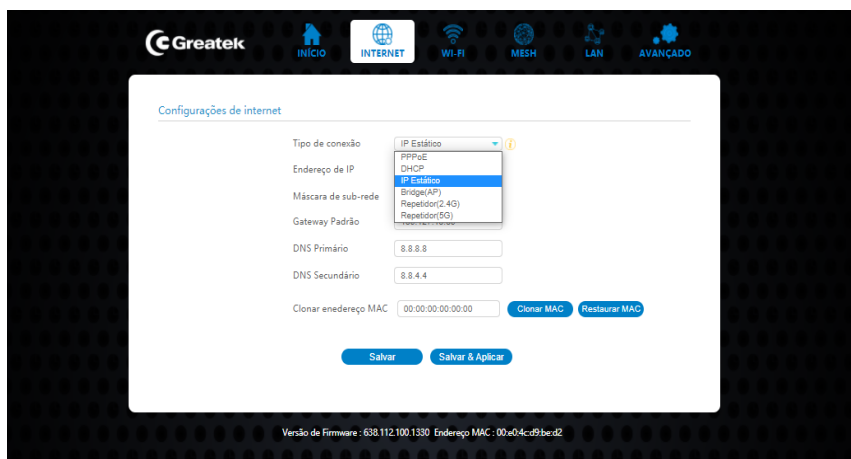 Greatek
INÍCIO INTERNET WI-FI MESH LAN AVANÇADO
Configurações de internet
Tipo de conexão IP Estático i
PPPoE
Endereço de IP DHCP
IP Estático
Máscara de sub-rede Bridge(AP)
Repetidor(2.4G)
Repetidor(5G)
Gateway Padrão
DNS Primário 8.8.8.8
DNS Secundário 8.8.4.4
Clonar enedereço MAC 00:00:00:00:00:00 Clonar MAC Restaurar MAC
Salvar Salvar & Aplicar
Versão de Firmware : 638.112.100.1330 Endereço MAC : 00:e0:4c:d9:be:d2